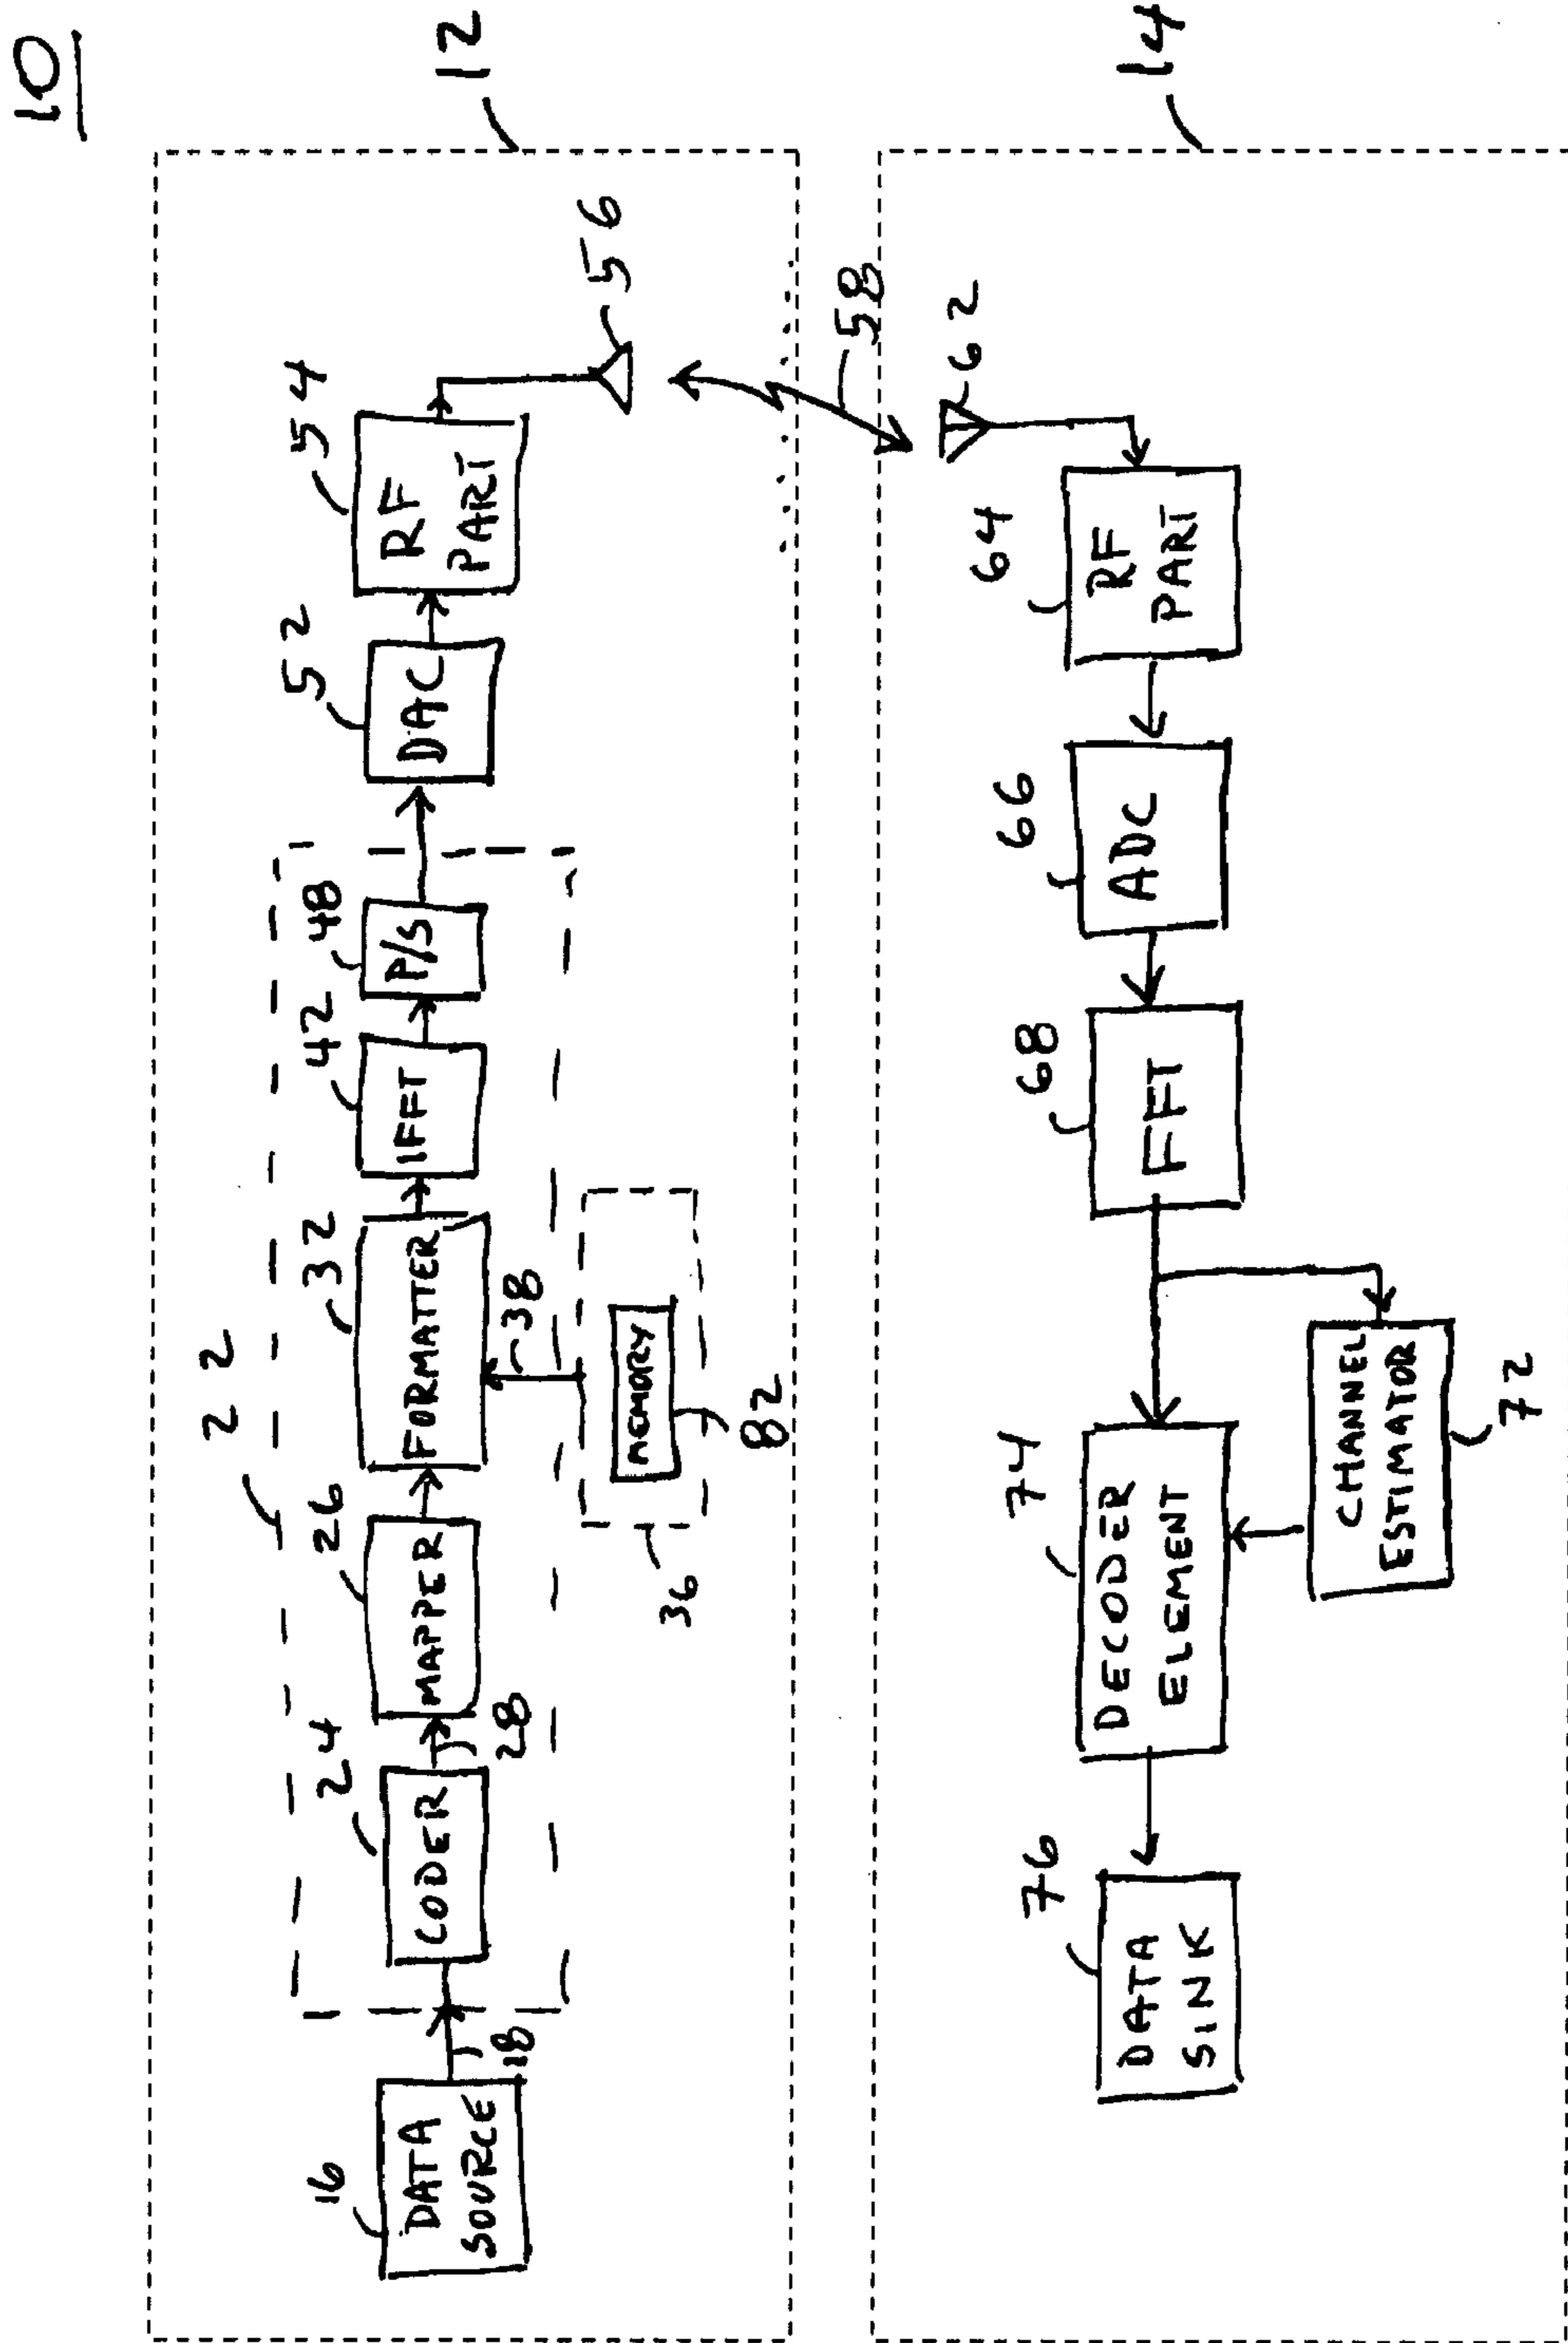 10
12
22
16
DATA
SOURCE
18
24
CODER
28
26
MAPPER
32
FORMATTER
38
36
MEMORY
82
42
IFFT
48
P/S
52
DAC
54
RF
PART
56
58
14
62
64
RF
PART
66
ADC
68
FFT
72
CHANNEL
ESTIMATOR
74
DECODER
ELEMENT
76
DATA
SINK